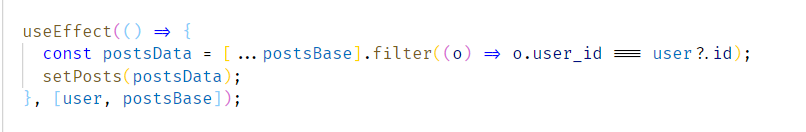 useEffect(() => {
const postsData = [...postsBase].filter((o) => o.user_id === user?.id);
setPosts(postsData);
}, [user, postsBase]);